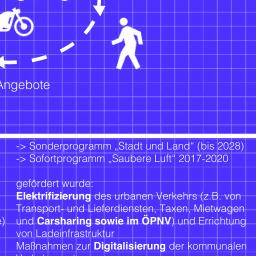 Angebote
-> Sonderprogramm „Stadt und Land“ (bis 2028)
-> Sofortprogramm „Saubere Luft“ 2017-2020
gefördert wurde:
Elektrifizierung des urbanen Verkehrs (z.B. von
Transport- und Lieferdiensten, Taxen, Mietwagen
und Carsharing sowie im ÖPNV) und Errichtung
von Ladeinfrastruktur
Maßnahmen zur Digitalisierung der kommunalen